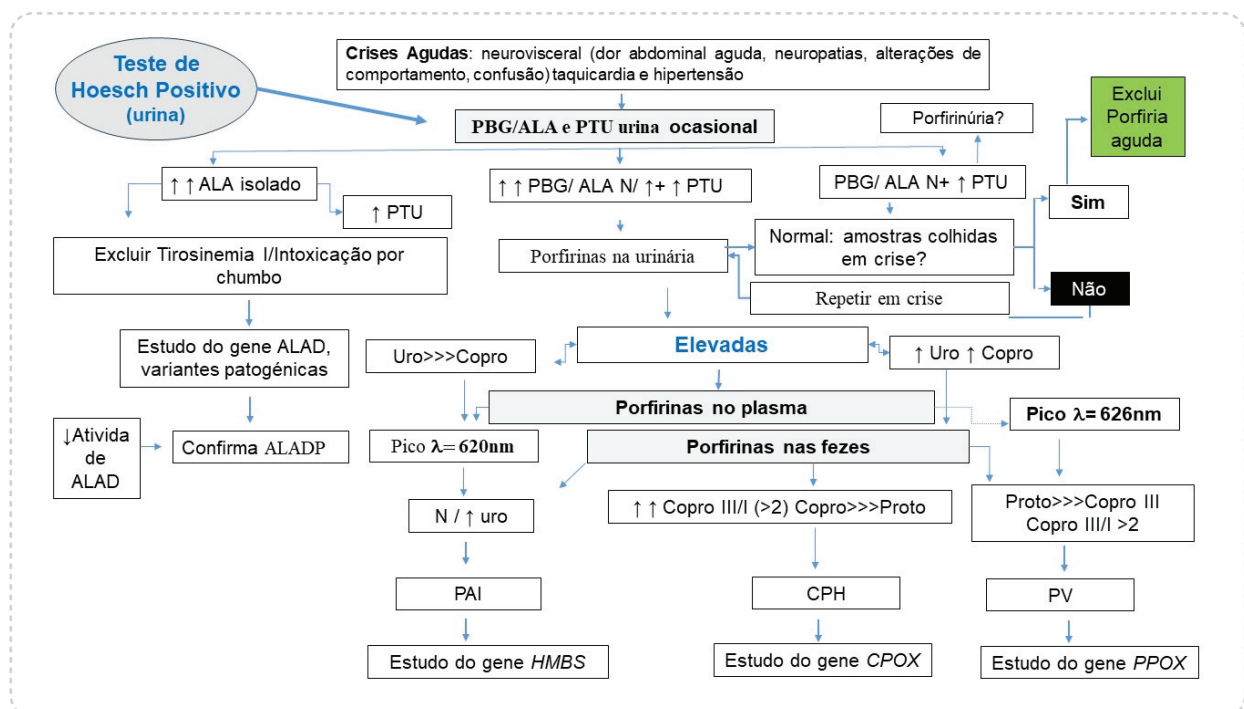 Teste de
Hoesch Positivo
(urina)
Crises Agudas: neurovisceral (dor abdominal aguda, neuropatias, alterações de
comportamento, confusão) taquicardia e hipertensão
Exclui
Porfiria
aguda
PBG/ALA e PTU urina ocasional
Porfirinúria?
↑ ↑ ALA isolado
↑ PTU
↑ ↑ PBG/ ALA N/ ↑+ ↑ PTU
PBG/ ALA N+ ↑ PTU
Sim
Excluir Tirosinemia I/Intoxicação por
chumbo
Porfirinas na urinária
Normal: amostras colhidas
em crise?
Não
Repetir em crise
Estudo do gene ALAD,
variantes patogénicas
Uro>>>Copro
Elevadas
↑ Uro ↑ Copro
Porfirinas no plasma
Pico λ= 626nm
↓Ativida
de
ALAD
Confirma ALADP
Pico λ= 620nm
Porfirinas nas fezes
N / ↑ uro
↑ ↑ Copro III/I (>2) Copro>>>Proto
Proto>>>Copro III
Copro III/I >2
PAI
CPH
PV
Estudo do gene HMBS
Estudo do gene CPOX
Estudo do gene PPOX